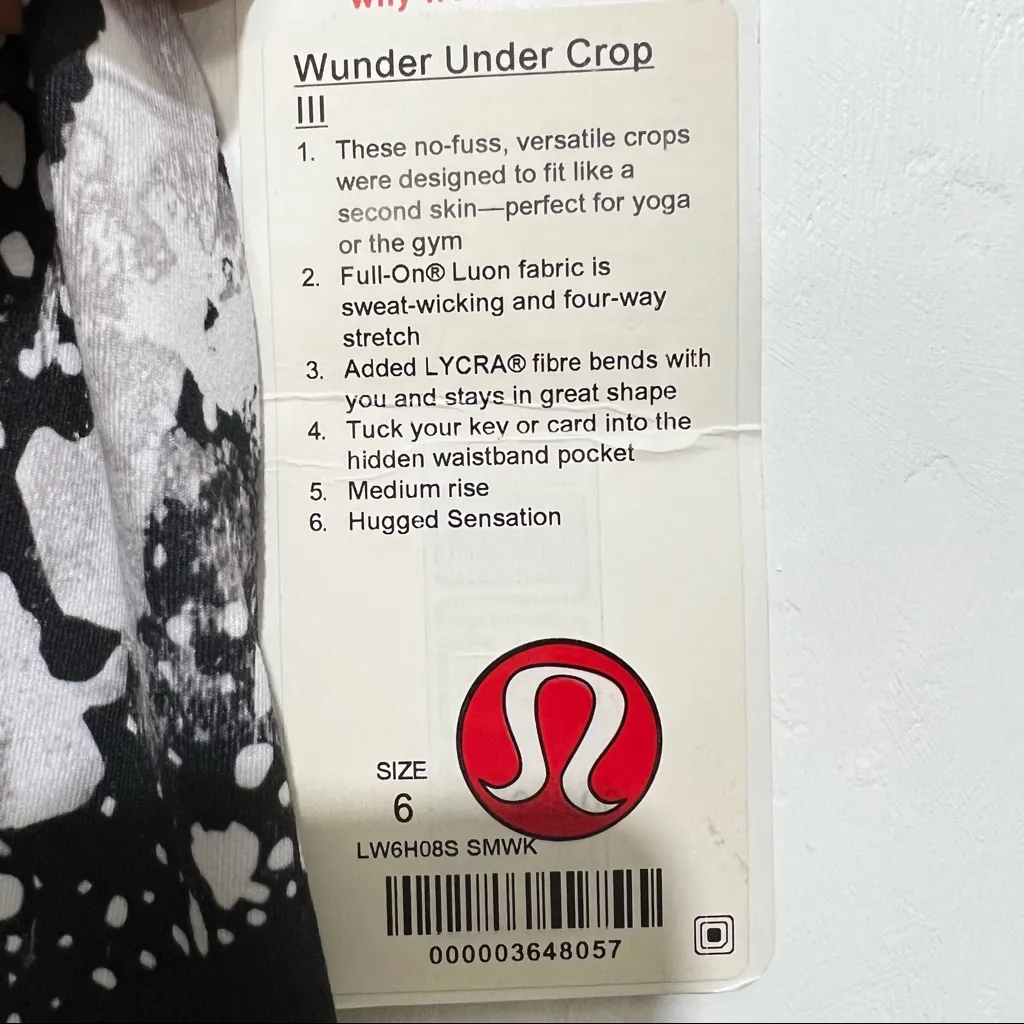 Wunder Under Crop
III
1. These no-fuss, versatile crops
were designed to fit like a
second skin—perfect for yoga
or the gym
2. Full-On® Luon fabric is
sweat-wicking and four-way
stretch
3. Added LYCRA® fibre bends with
you and stays in great shape
4. Tuck your key or card into the
hidden waistband pocket
5. Medium rise
6. Hugged Sensation
SIZE
6
LW6H08S SMWK
000003648057